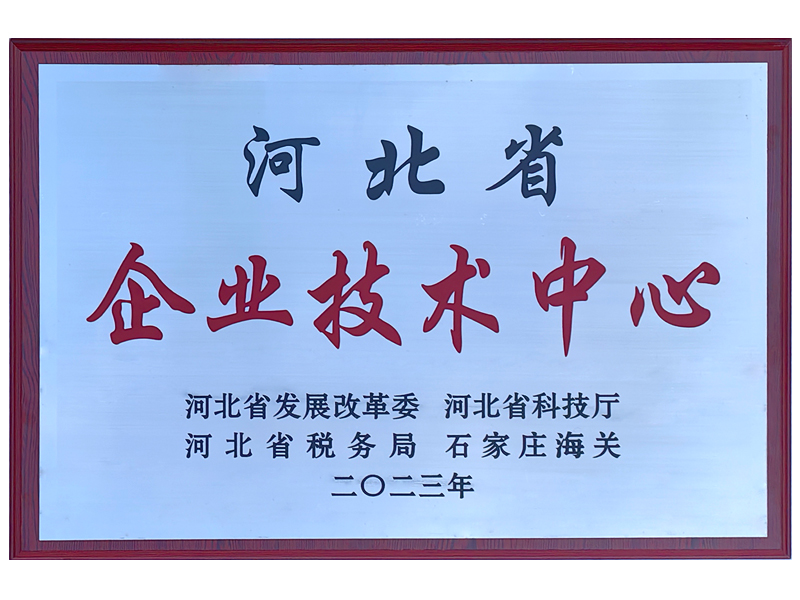 河北省
企业技术中心
河北省发展改革委 河北省科技厅
河北省税务局 石家庄海关
二〇二三年